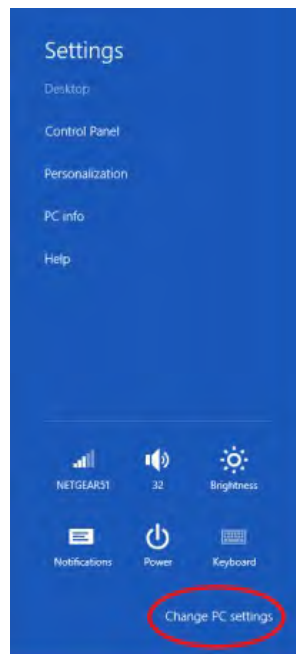 Settings
Desktop
Control Panel
Personalization
PC info
Help
NETGEAR51 32 Brightness
Notifications Power Keyboard
Change PC settings